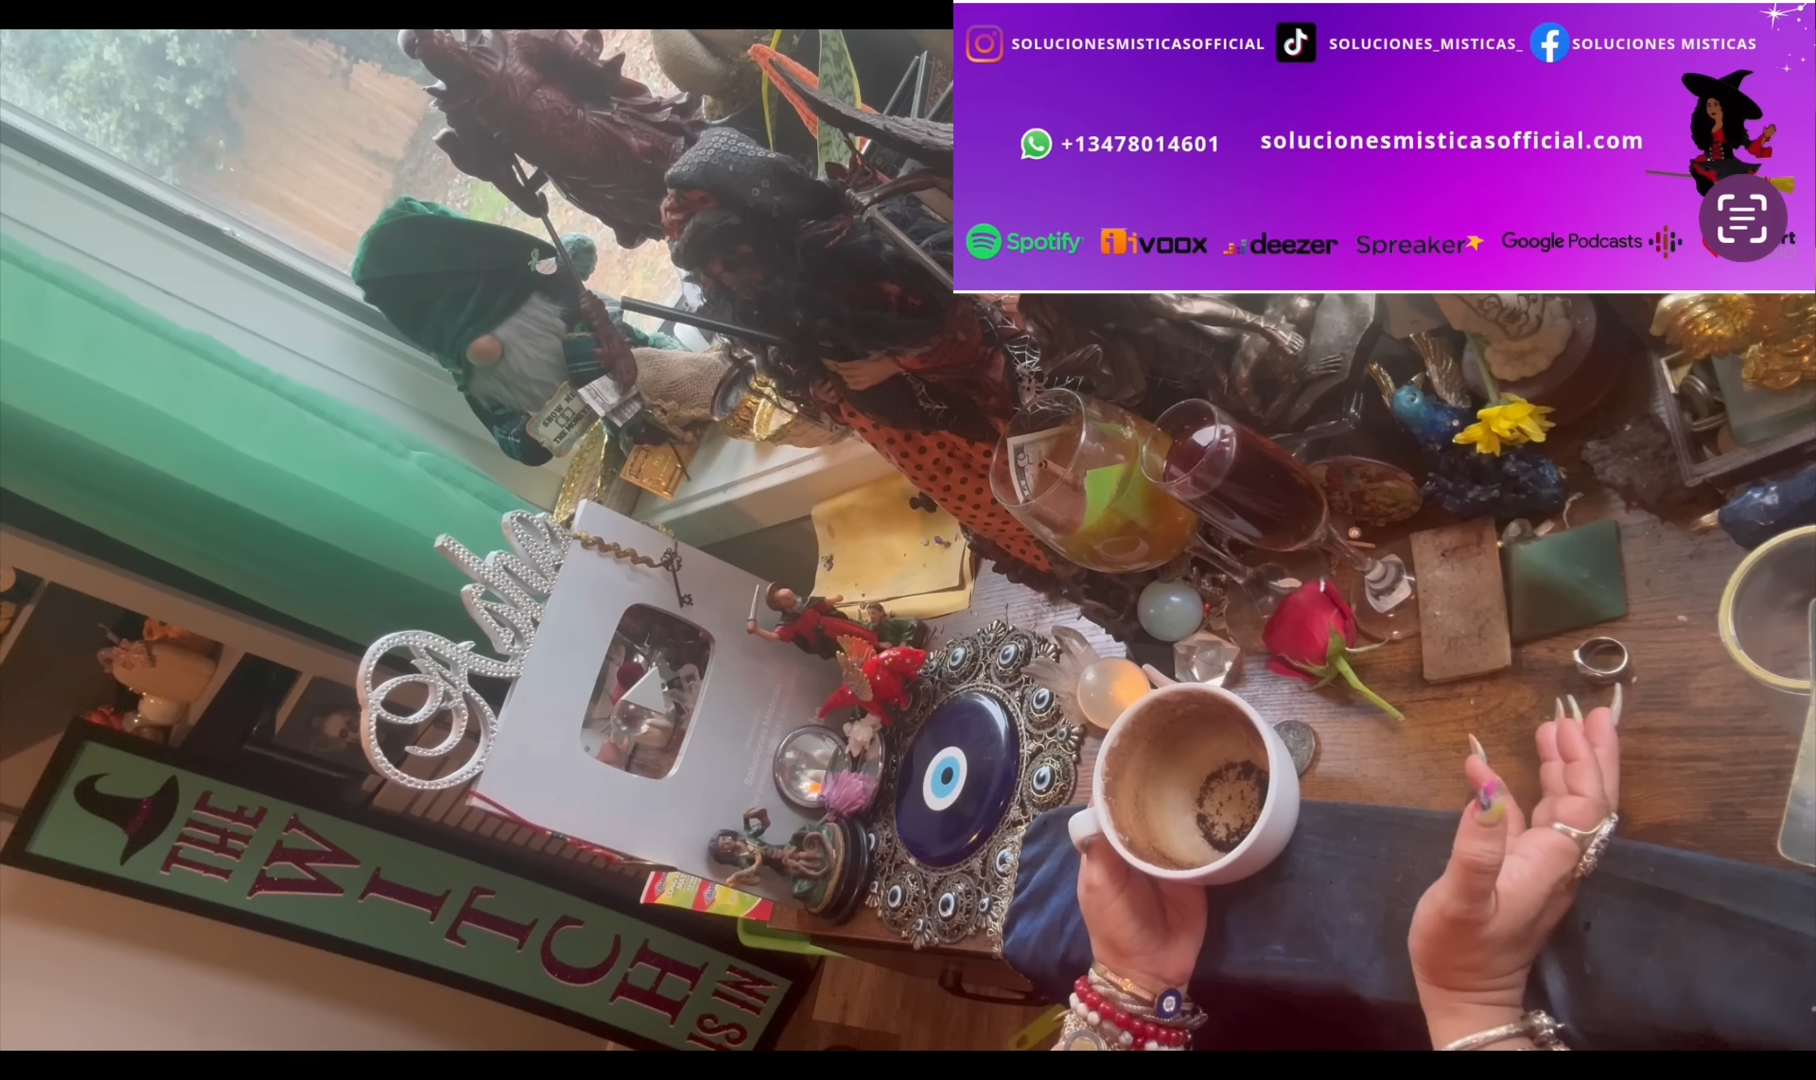 SOLUCIONESMISTICASOFFICIAL
SOLUCIONES_MISTICAS_
SOLUCIONES MISTICAS
+13478014601
solucionesmisticasofficial.com
Spotify
ivoox
deezer
Spreaker
Google Podcasts
THE
WITCH
IS IN